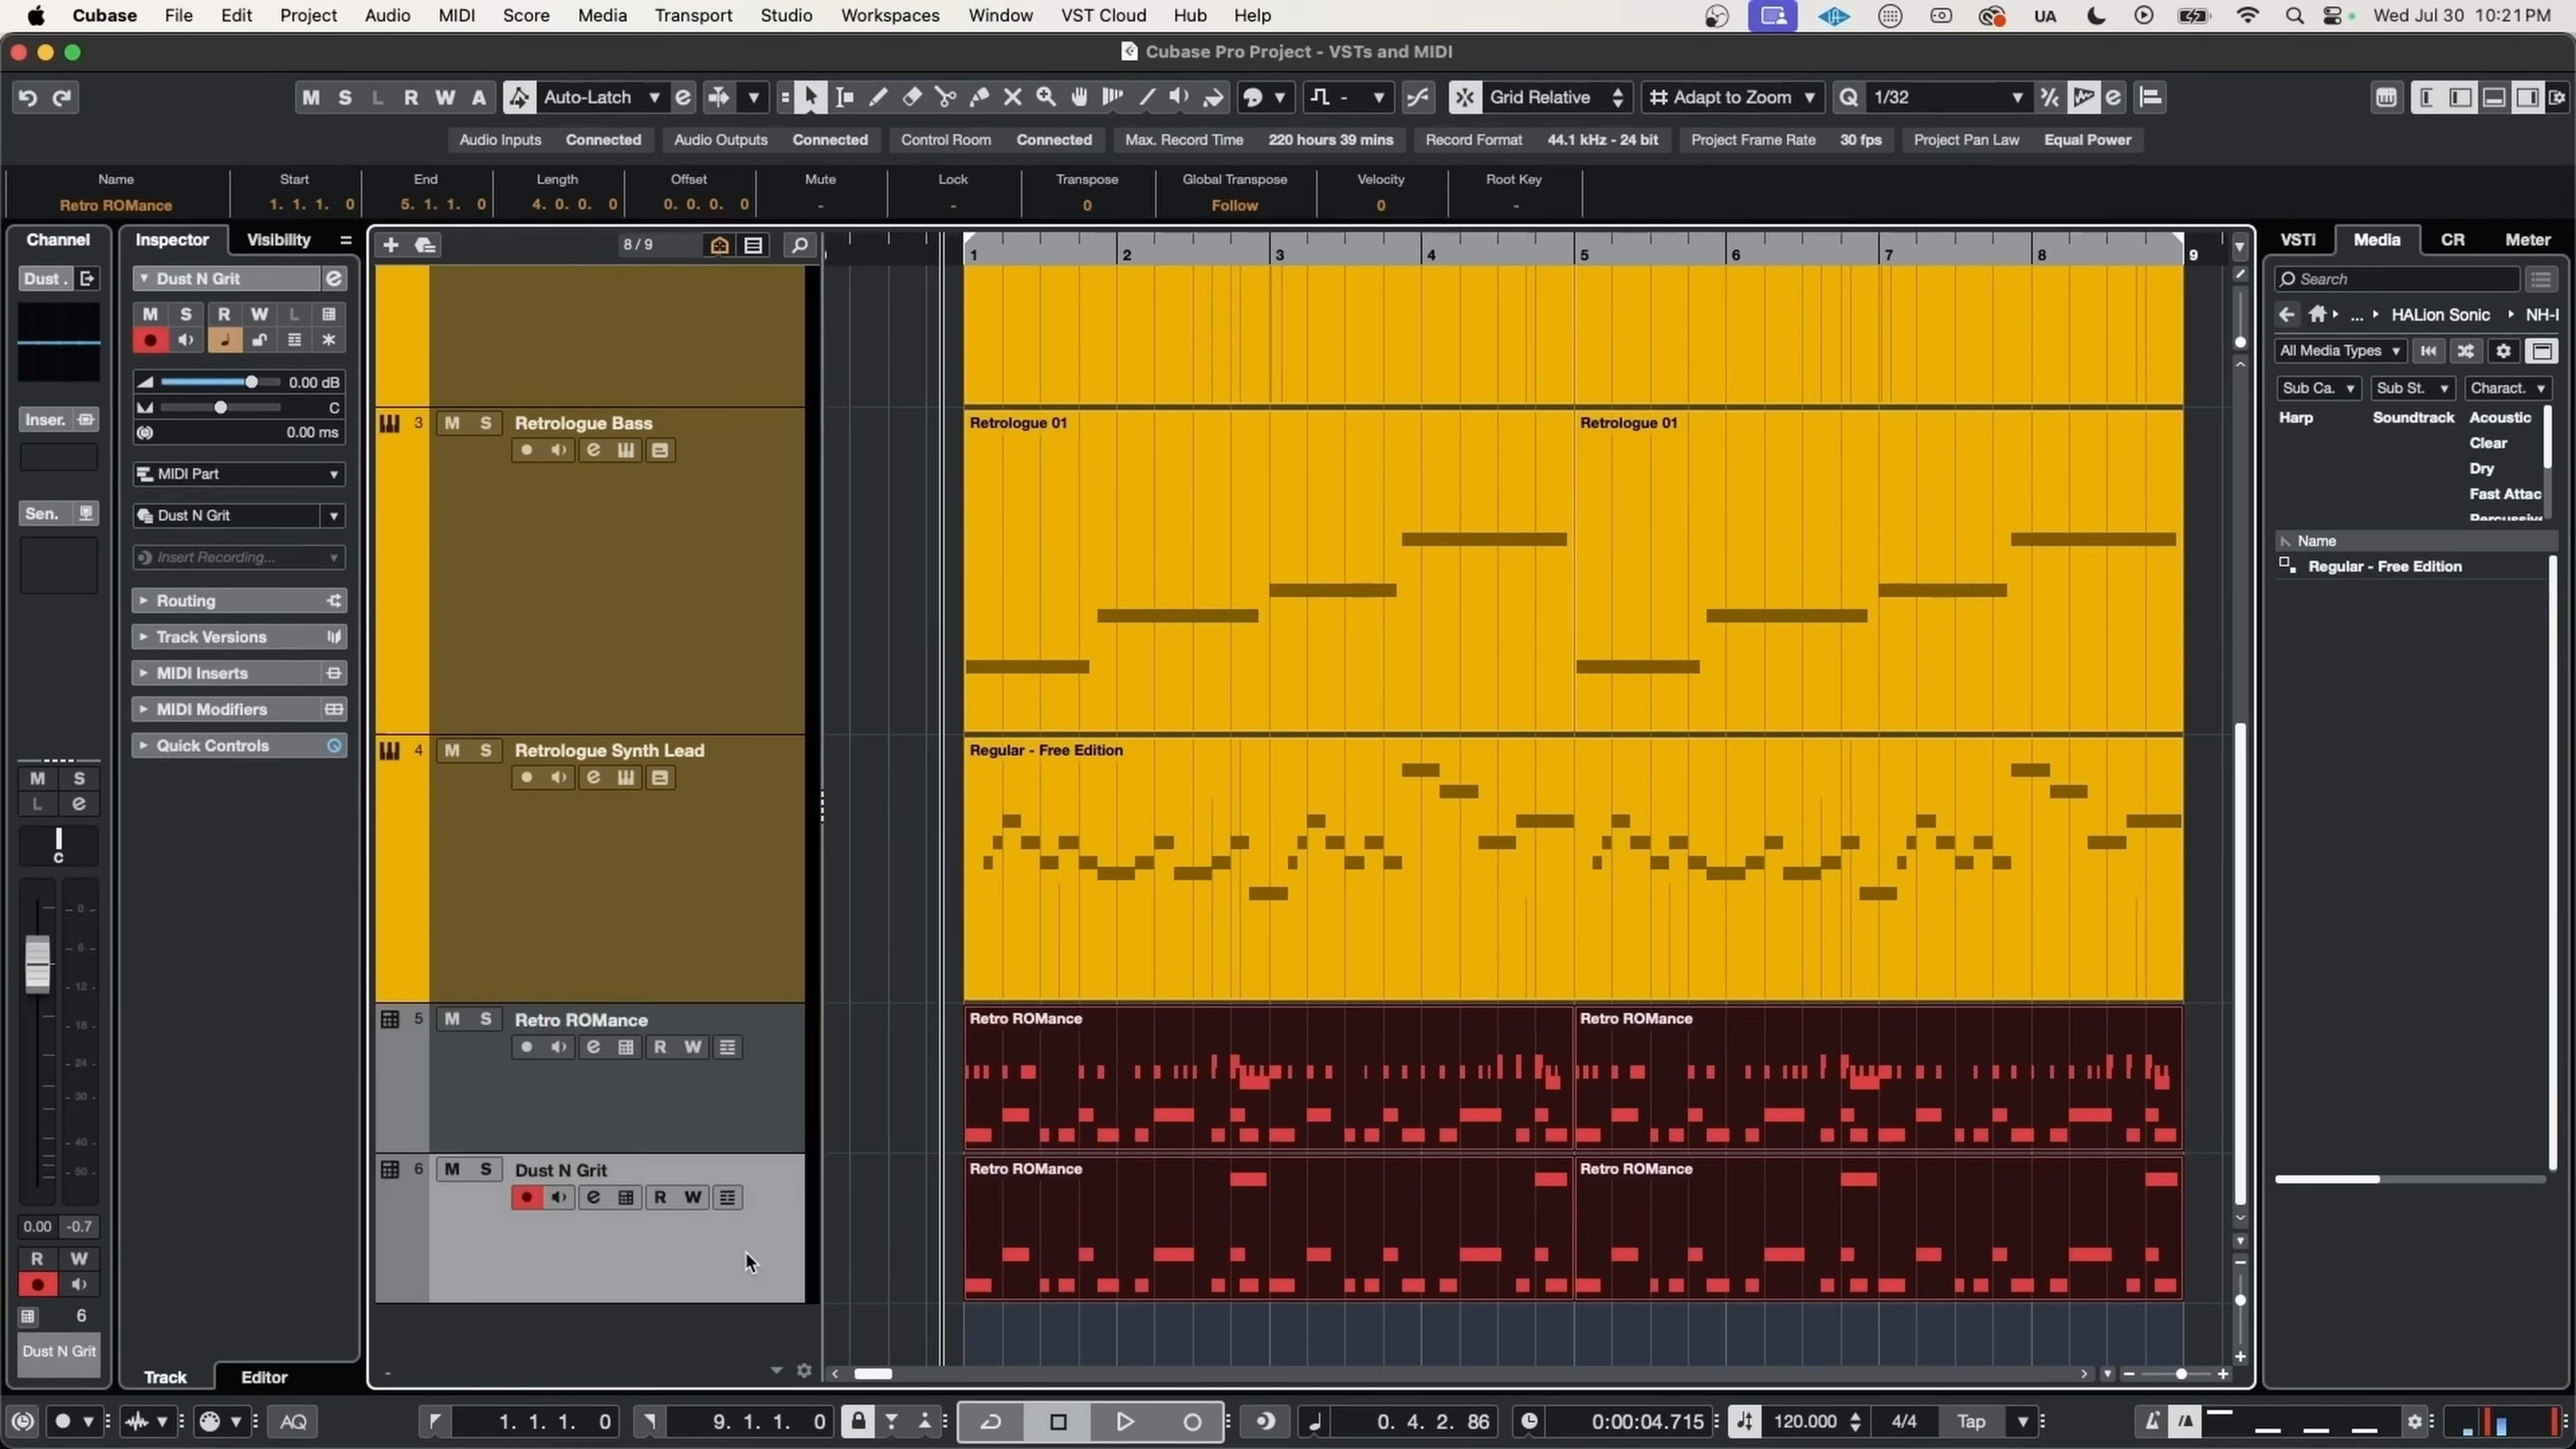 Cubase File Edit Project Audio MIDI Score Media Transport Studio Workspaces Window VST Cloud Hub Help UA Wed Jul 30 10:21 PM
Cubase Pro Project - VSTs and MIDI
M S L R W A Auto-Latch Grid Relative Adapt to Zoom Q 1/32
Audio Inputs Connected Audio Outputs Connected Control Room Connected Max. Record Time 220 hours 39 mins Record Format 44.1 kHz - 24 bit Project Frame Rate 30 fps Project Pan Law Equal Power
Name Start End Length Offset Mute Lock Transpose Global Transpose Velocity Root Key
Retro ROMance 1. 1. 1. 0 5. 1. 1. 0 4. 0. 0. 0 0. 0. 0. 0 - - 0 Follow 0 -
Channel
Dust .
Inser.
Sen.
M S
L e
C
0
6
12
18
24
30
40
50
0.00 -0.7
R W
6
Dust N Grit
Inspector Visibility
Dust N Grit
M S R W L
0.00 dB
C
0.00 ms
MIDI Part
Dust N Grit
Insert Recording...
Routing
Track Versions
MIDI Inserts
MIDI Modifiers
Quick Controls
Track Editor
8 / 9
1 2 3 4 5 6 7 8 9
3 M S Retrologue Bass
Retrologue 01 Retrologue 01
4 M S Retrologue Synth Lead
Regular - Free Edition
5 M S Retro ROMance
R W
Retro ROMance Retro ROMance
6 M S Dust N Grit
R W
Retro ROMance Retro ROMance
VSTi Media CR Meter
Search
... HALion Sonic NH-I
All Media Types
Sub Ca. Sub St. Charact.
Harp Soundtrack Acoustic
Clear
Dry
Fast Attac
Percussive
Name
Regular - Free Edition
AQ 1. 1. 1. 0 9. 1. 1. 0 0. 4. 2. 86 0:00:04.715 120.000 4/4 Tap